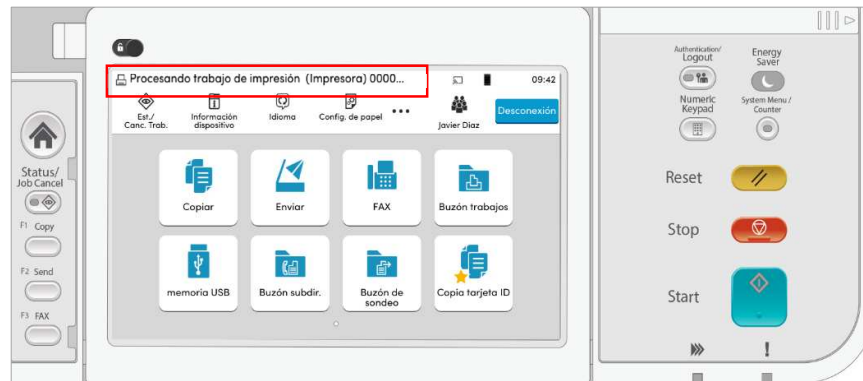 Procesando trabajo de impresión (Impresora) 0000...
09:42
Est./
Canc. Trab.
Información
dispositivo
Idioma
Config. de papel
Javier Diaz
Desconexión
Copiar
Enviar
FAX
Buzón trabajos
memoria USB
Buzón subdir.
Buzón de
sondeo
Copia tarjeta ID
Status/
Job Cancel
F1 Copy
F2 Send
F3 FAX
Authentication/
Logout
Energy
Saver
Numeric
Keypad
System Menu /
Counter
Reset
Stop
Start